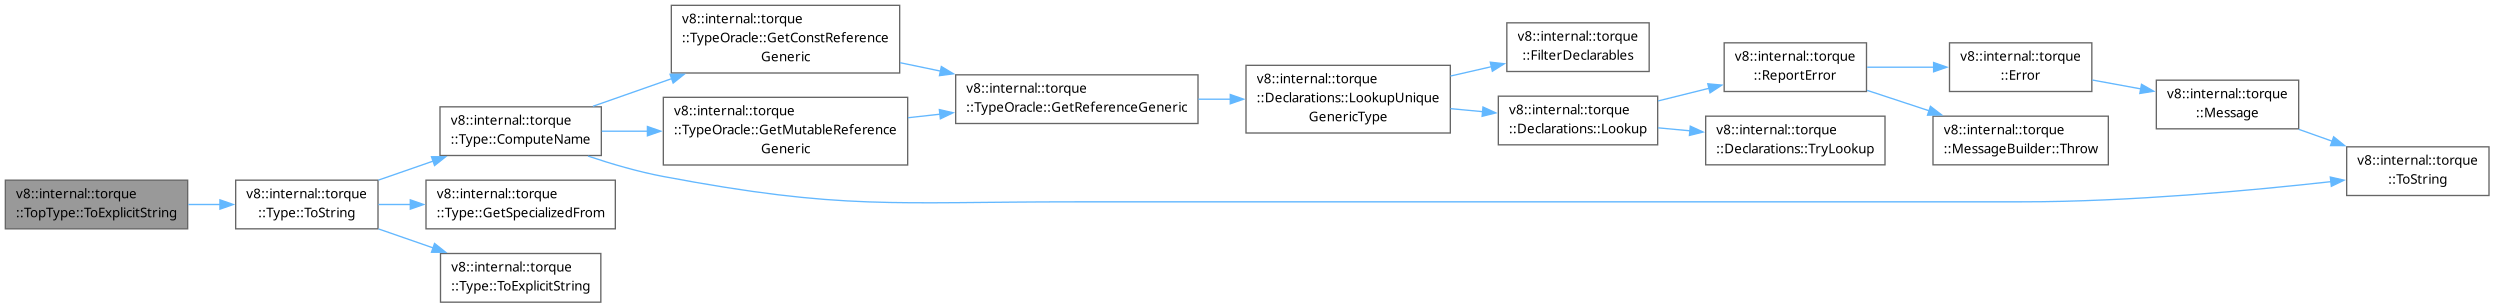 v8::internal::torque
::TopType::ToExplicitString
v8::internal::torque
::Type::ToString
v8::internal::torque
::Type::ComputeName
v8::internal::torque
::Type::GetSpecializedFrom
v8::internal::torque
::Type::ToExplicitString
v8::internal::torque
::TypeOracle::GetConstReference
Generic
v8::internal::torque
::TypeOracle::GetMutableReference
Generic
v8::internal::torque
::TypeOracle::GetReferenceGeneric
v8::internal::torque
::Declarations::LookupUnique
GenericType
v8::internal::torque
::FilterDeclarables
v8::internal::torque
::Declarations::Lookup
v8::internal::torque
::ReportError
v8::internal::torque
::Declarations::TryLookup
v8::internal::torque
::Error
v8::internal::torque
::MessageBuilder::Throw
v8::internal::torque
::Message
v8::internal::torque
::ToString